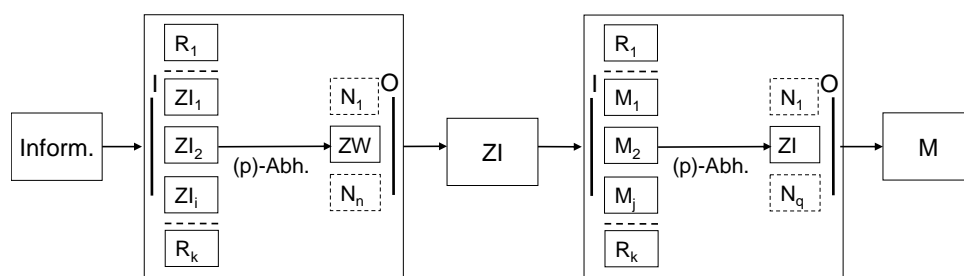 Inform.
I
R1
ZI1
ZI2
ZIi
Rk
(p)-Abh.
N1
ZW
Nn
O
ZI
I
R1
M1
M2
Mj
Rk
(p)-Abh.
N1
ZI
Nq
O
M